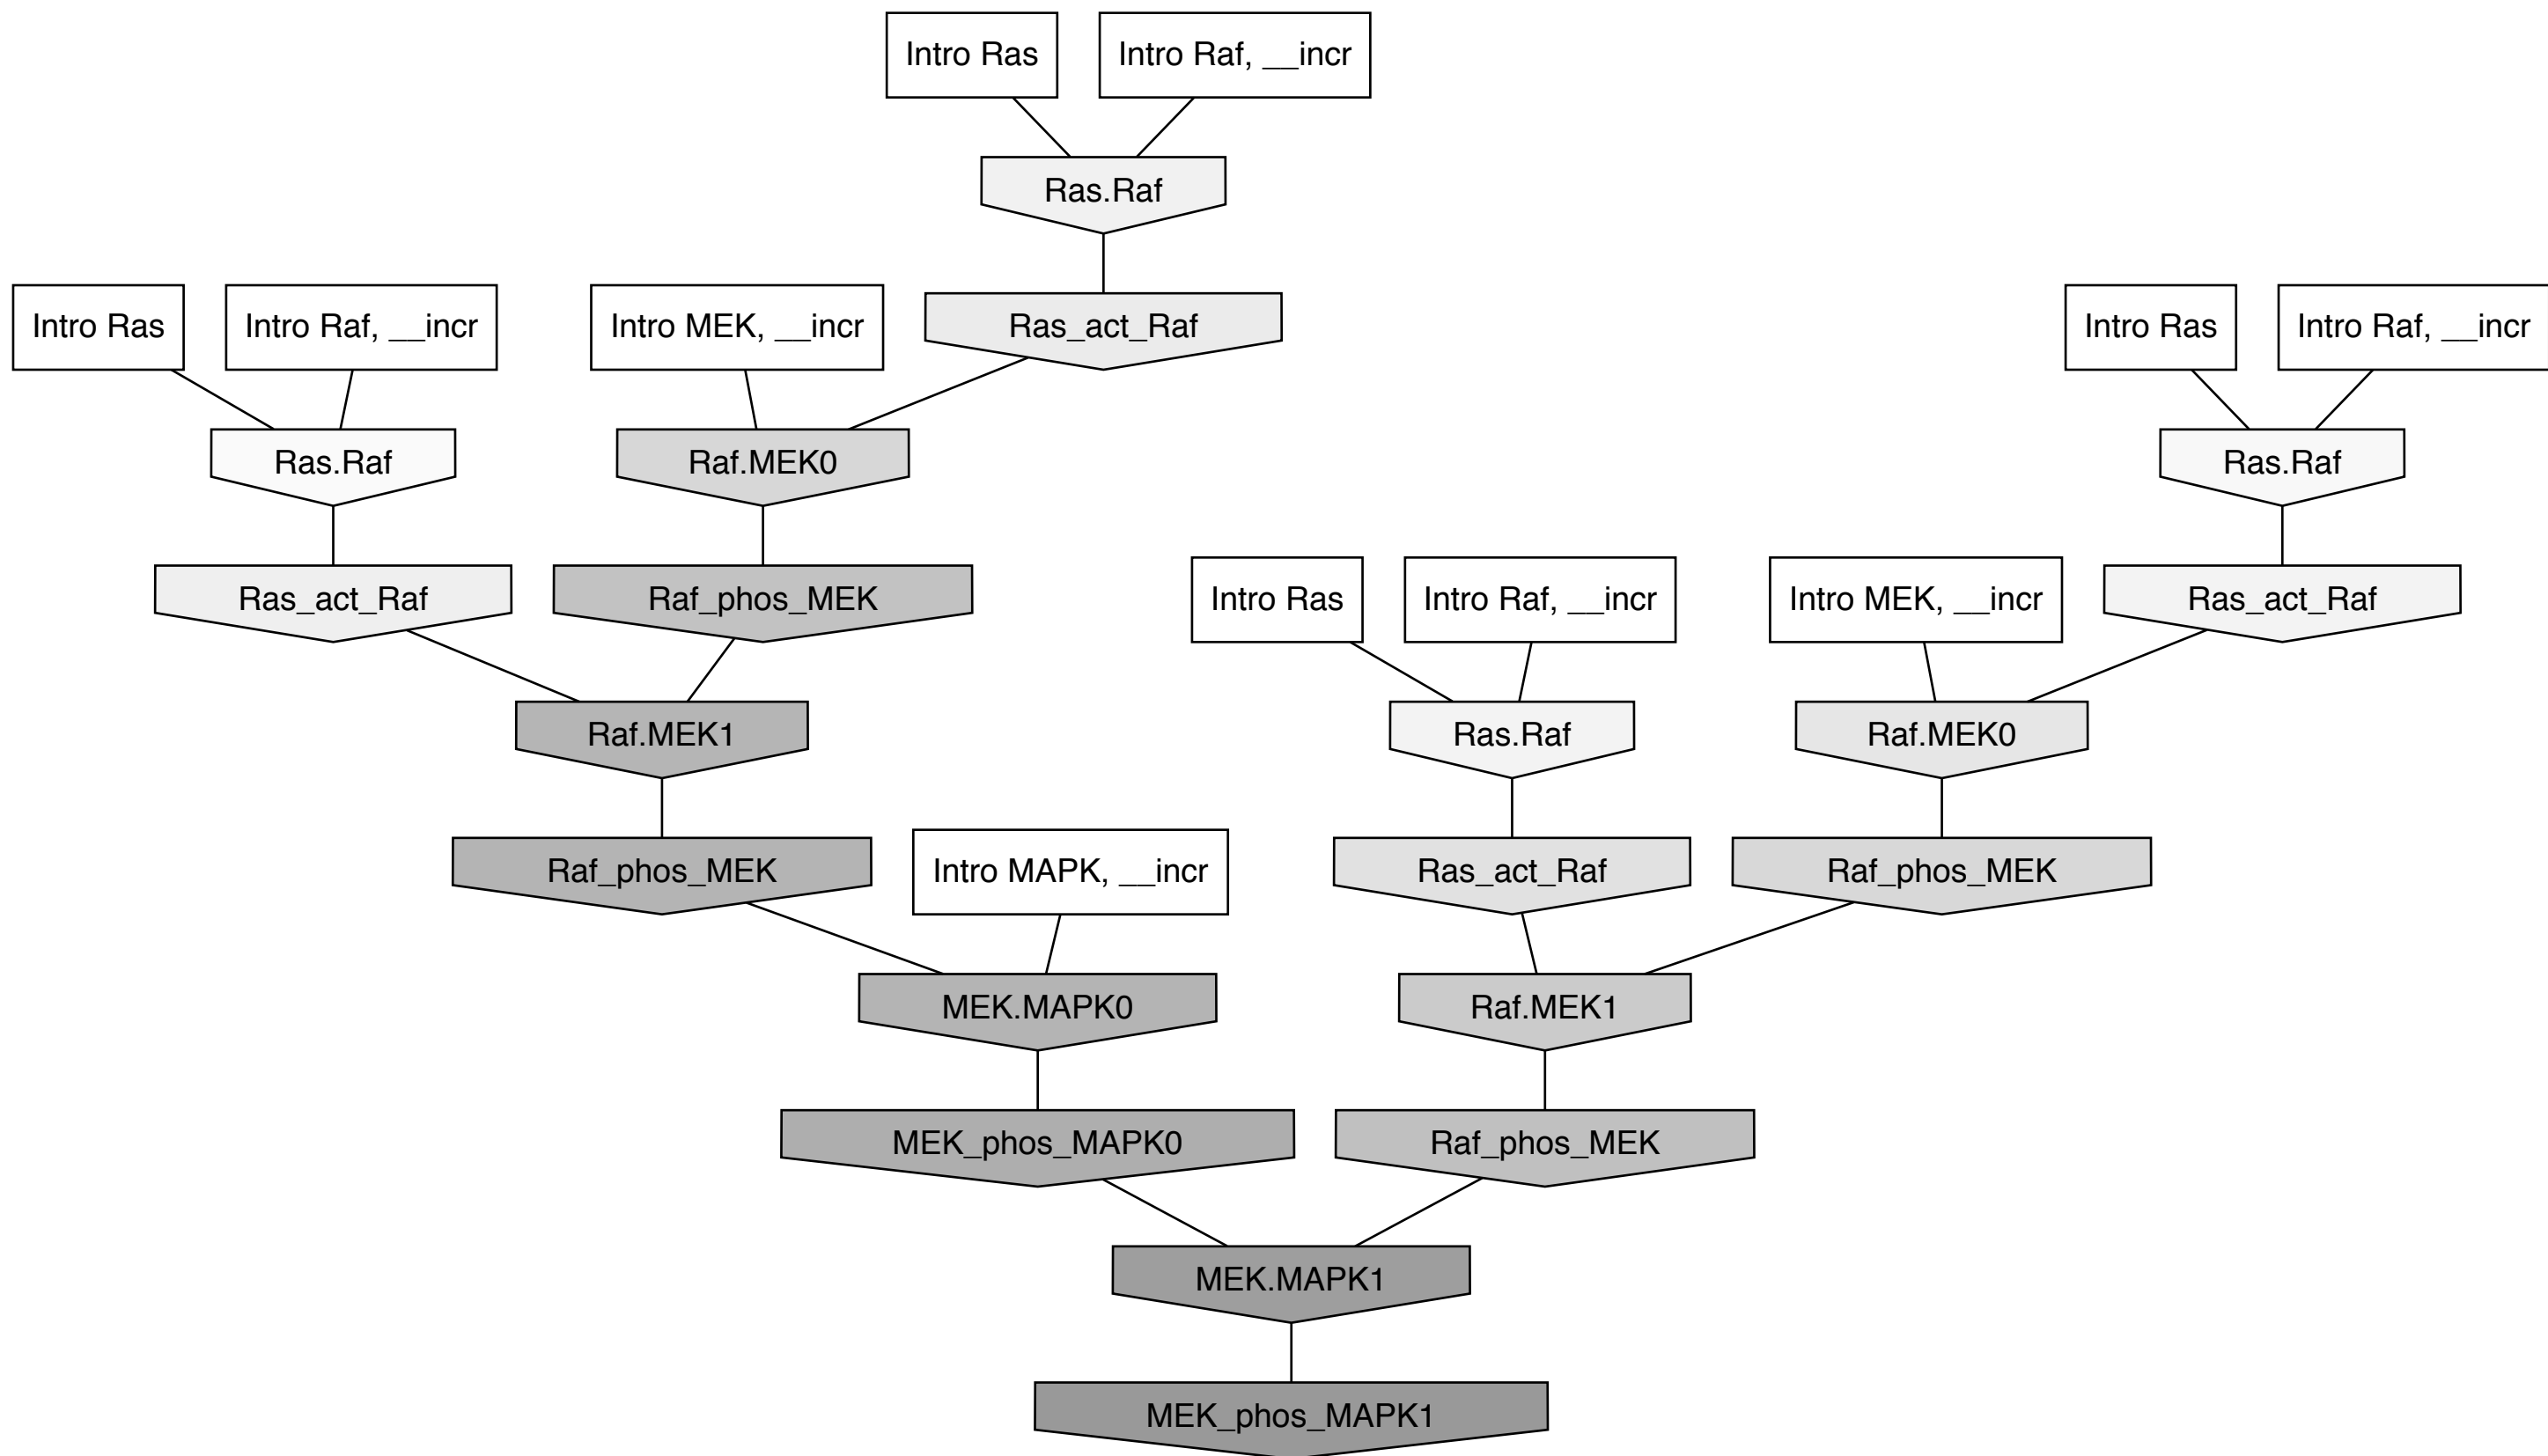 Intro Ras
Intro Raf, __incr
Ras.Raf
Intro Ras
Intro Raf, __incr
Intro MEK, __incr
Ras_act_Raf
Intro Ras
Intro Raf, __incr
Ras.Raf
Raf.MEK0
Ras.Raf
Ras_act_Raf
Raf_phos_MEK
Intro Ras
Intro Raf, __incr
Intro MEK, __incr
Ras_act_Raf
Raf.MEK1
Ras.Raf
Raf.MEK0
Raf_phos_MEK
Intro MAPK, __incr
Ras_act_Raf
Raf_phos_MEK
MEK.MAPK0
Raf.MEK1
MEK_phos_MAPK0
Raf_phos_MEK
MEK.MAPK1
MEK_phos_MAPK1